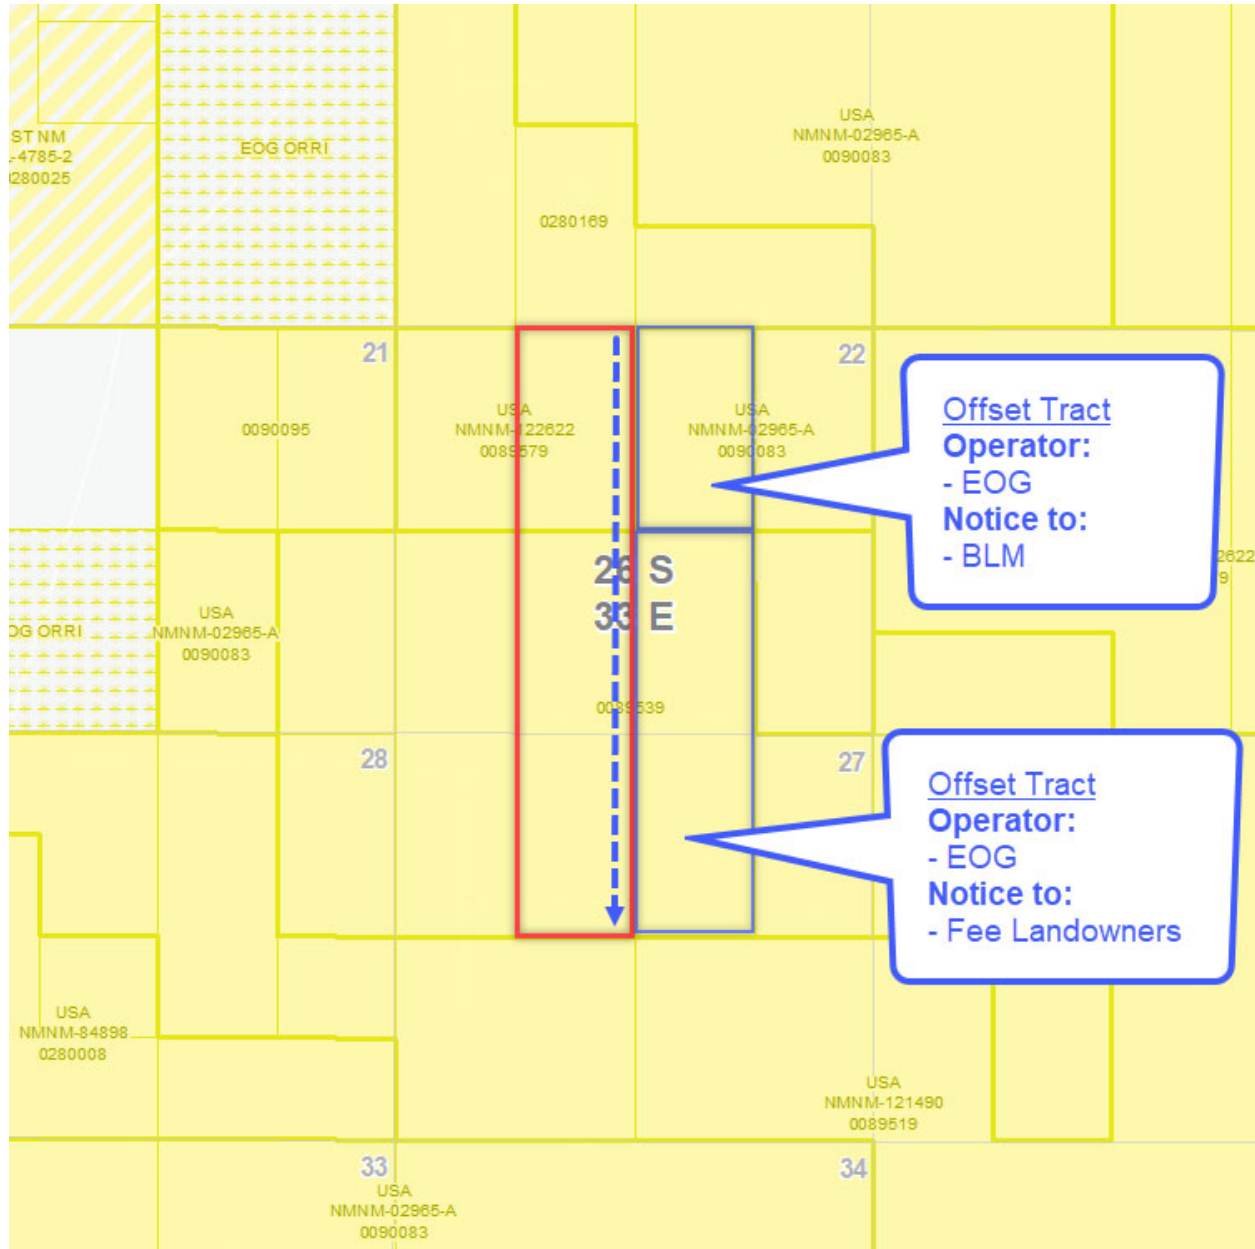 ST NM
-4785-2
0280025
EOG ORRI
USA
NMNM-02965-A
0090083
0280169
21
22
0090095
USA
NMNM-122622
0089579
USA
NMNM-02965-A
0090083
Offset Tract
Operator:
- EOG
Notice to:
- BLM
2622
9
26 S
33 E
OG ORRI
USA
NMNM-02965-A
0090083
0089539
28
27
Offset Tract
Operator:
- EOG
Notice to:
- Fee Landowners
USA
NMNM-84898
0280008
USA
NMNM-121490
0089519
33
34
USA
NMNM-02965-A
0090083